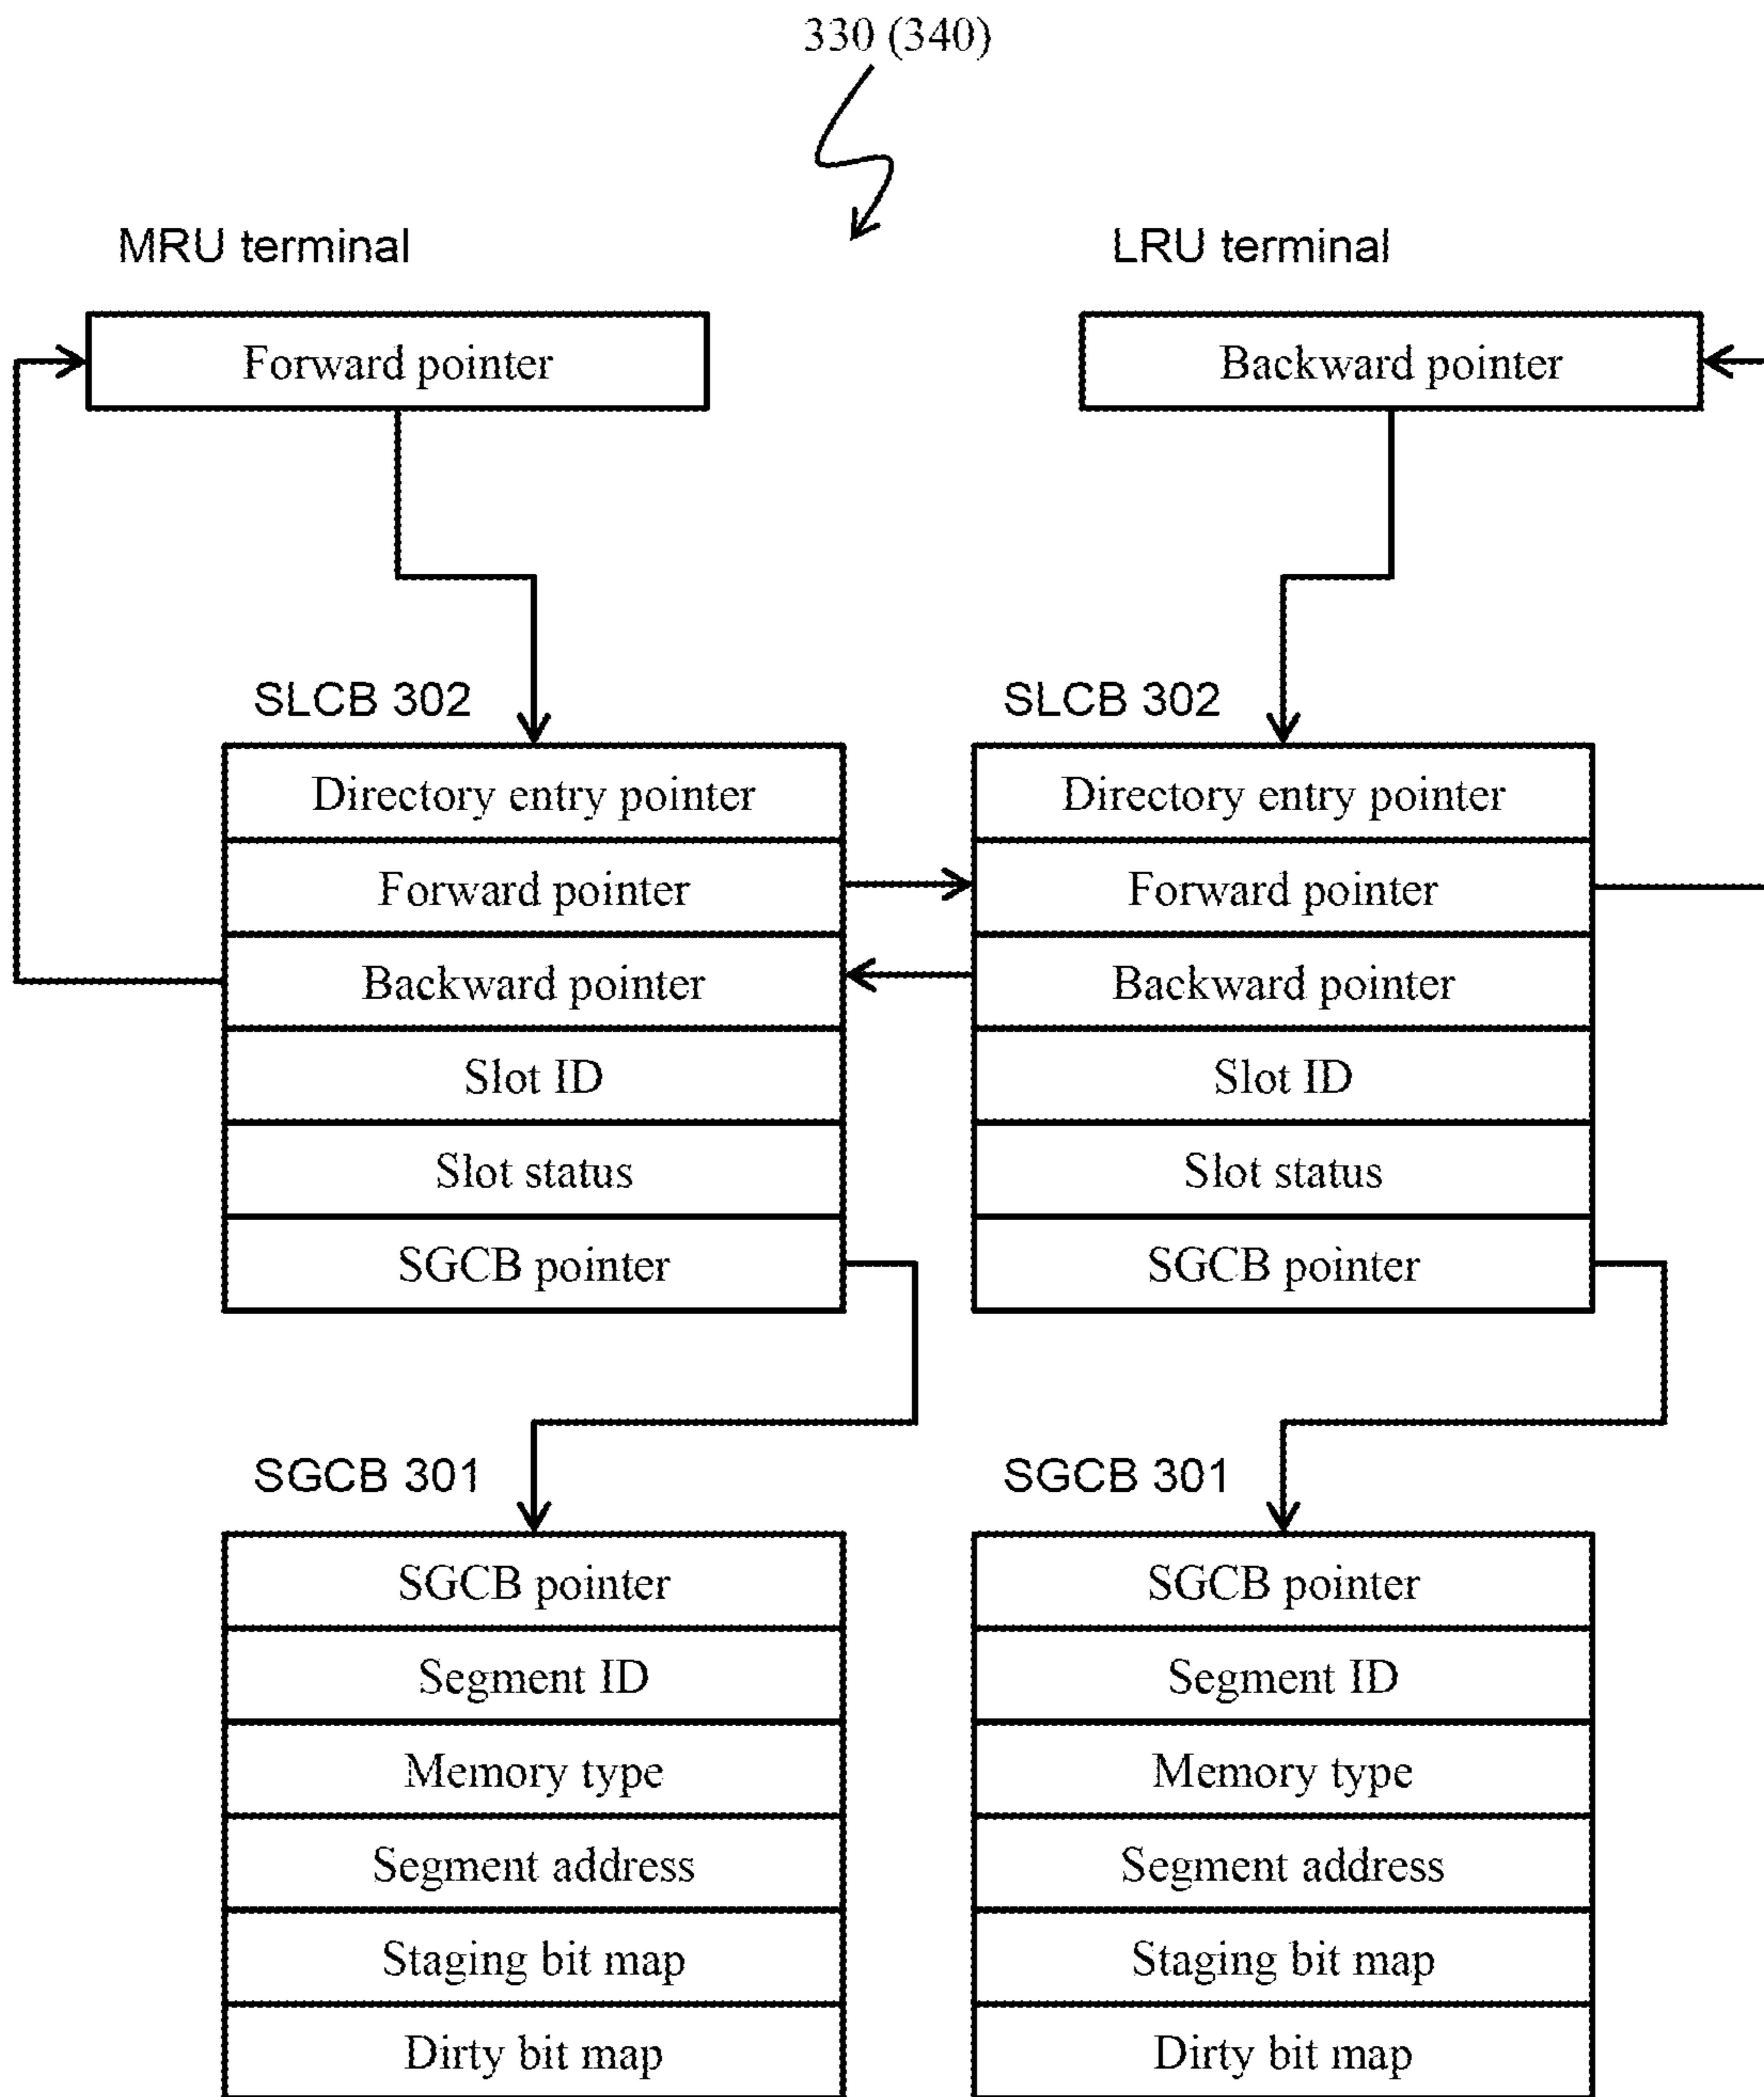 330 (340)
MRU terminal
LRU terminal
Forward pointer
Backward pointer
SLCB 302
SLCB 302
Directory entry pointer
Forward pointer
Backward pointer
Slot ID
Slot status
SGCB pointer
Directory entry pointer
Forward pointer
Backward pointer
Slot ID
Slot status
SGCB pointer
SGCB 301
SGCB 301
SGCB pointer
Segment ID
Memory type
Segment address
Staging bit map
Dirty bit map
SGCB pointer
Segment ID
Memory type
Segment address
Staging bit map
Dirty bit map